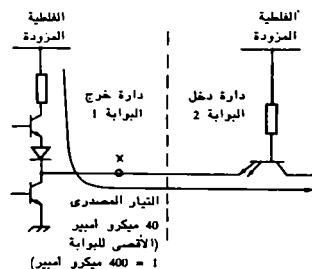 الفلطية
المزودة
الفلطية
المزودة
دارة خرج
البوابة 1
دارة دخل
البوابة 2
x
التيار المصدرى
40 ميكرو أمبير
(الأقصى للبوابة
1 = 400 ميكرو أمبير)